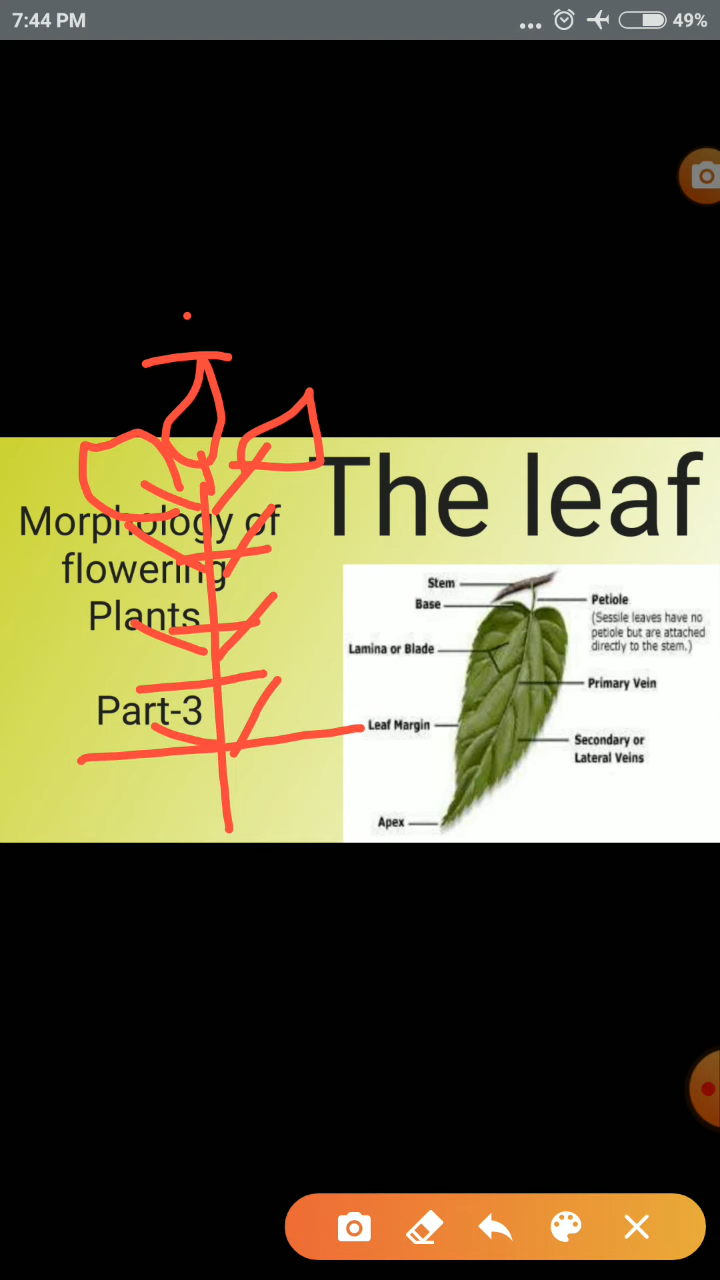 7:44 PM
49%
The leaf
Morphology of
flowering
Plants
Part-3
Stem
Base
Lamina or Blade
Leaf Margin
Apex
Petiole
(Sessile leaves have no
petiole but are attached
directly to the stem.)
Primary Vein
Secondary or
Lateral Veins